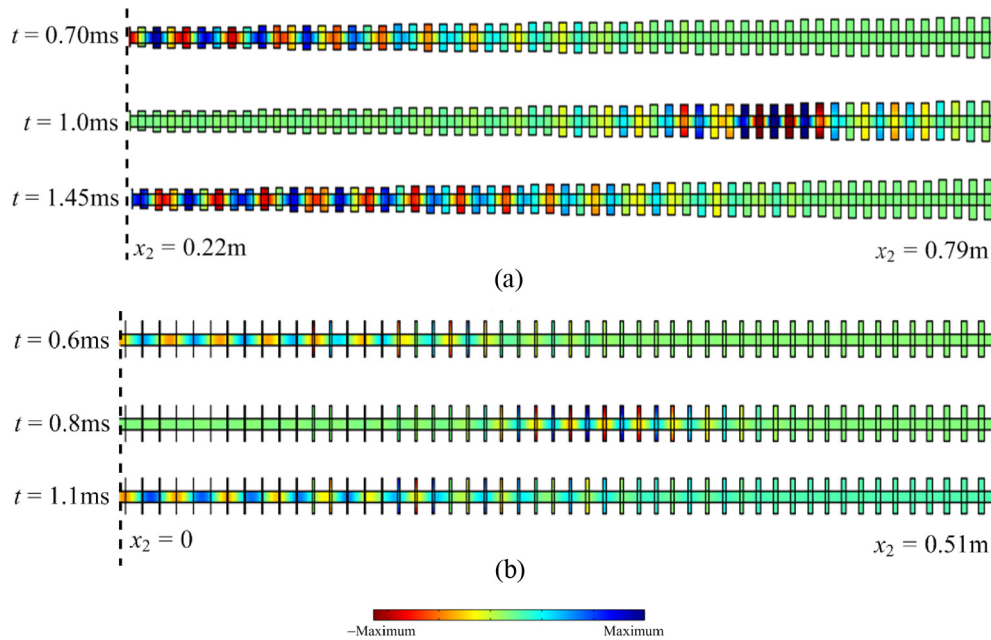 t = 0.70ms
t = 1.0ms
t = 1.45ms
x₂ = 0.22m x₂ = 0.79m
(a)
t = 0.6ms
t = 0.8ms
t = 1.1ms
x₂ = 0 x₂ = 0.51m
(b)
−Maximum Maximum